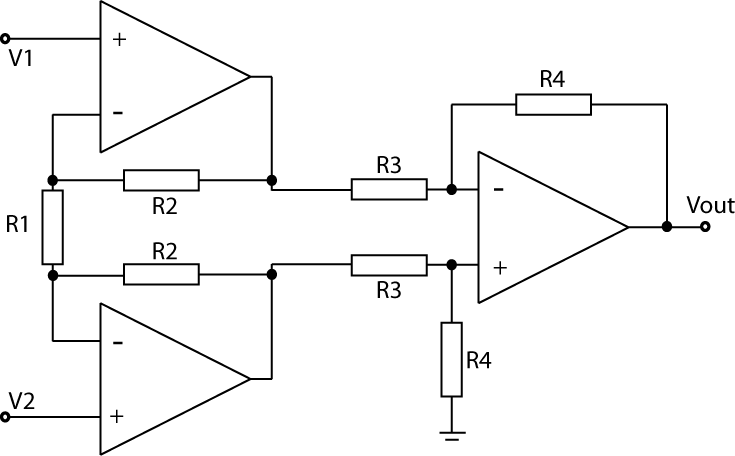 +
V1
-
R4
R3
R2
R1
-
Vout
R2
+
R3
-
R4
V2
+